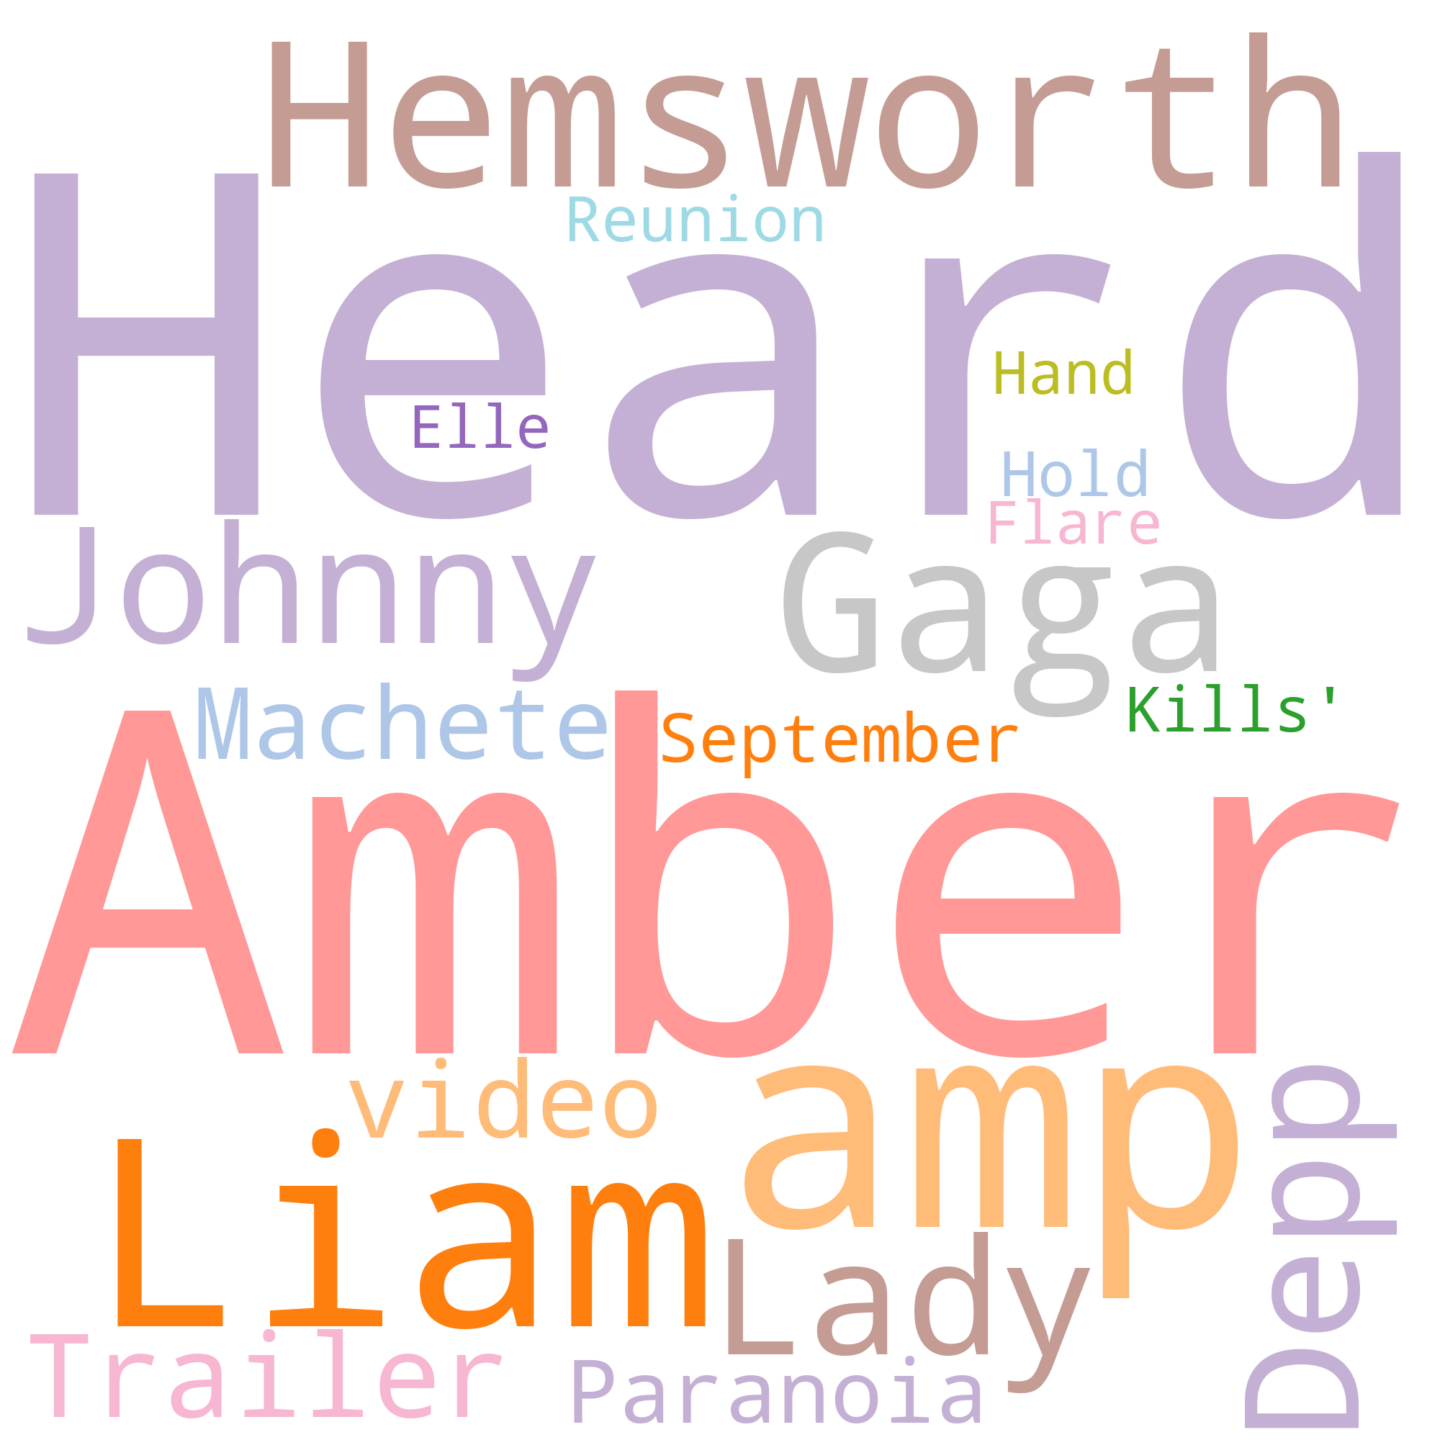 Hemsworth
Reunion
Heard
Hand
Elle
Hold
Flare
Johnny
Gaga
Machete
September
Kills'
Amber
video
amp
Depp
Liam
Lady
Trailer
Paranoia